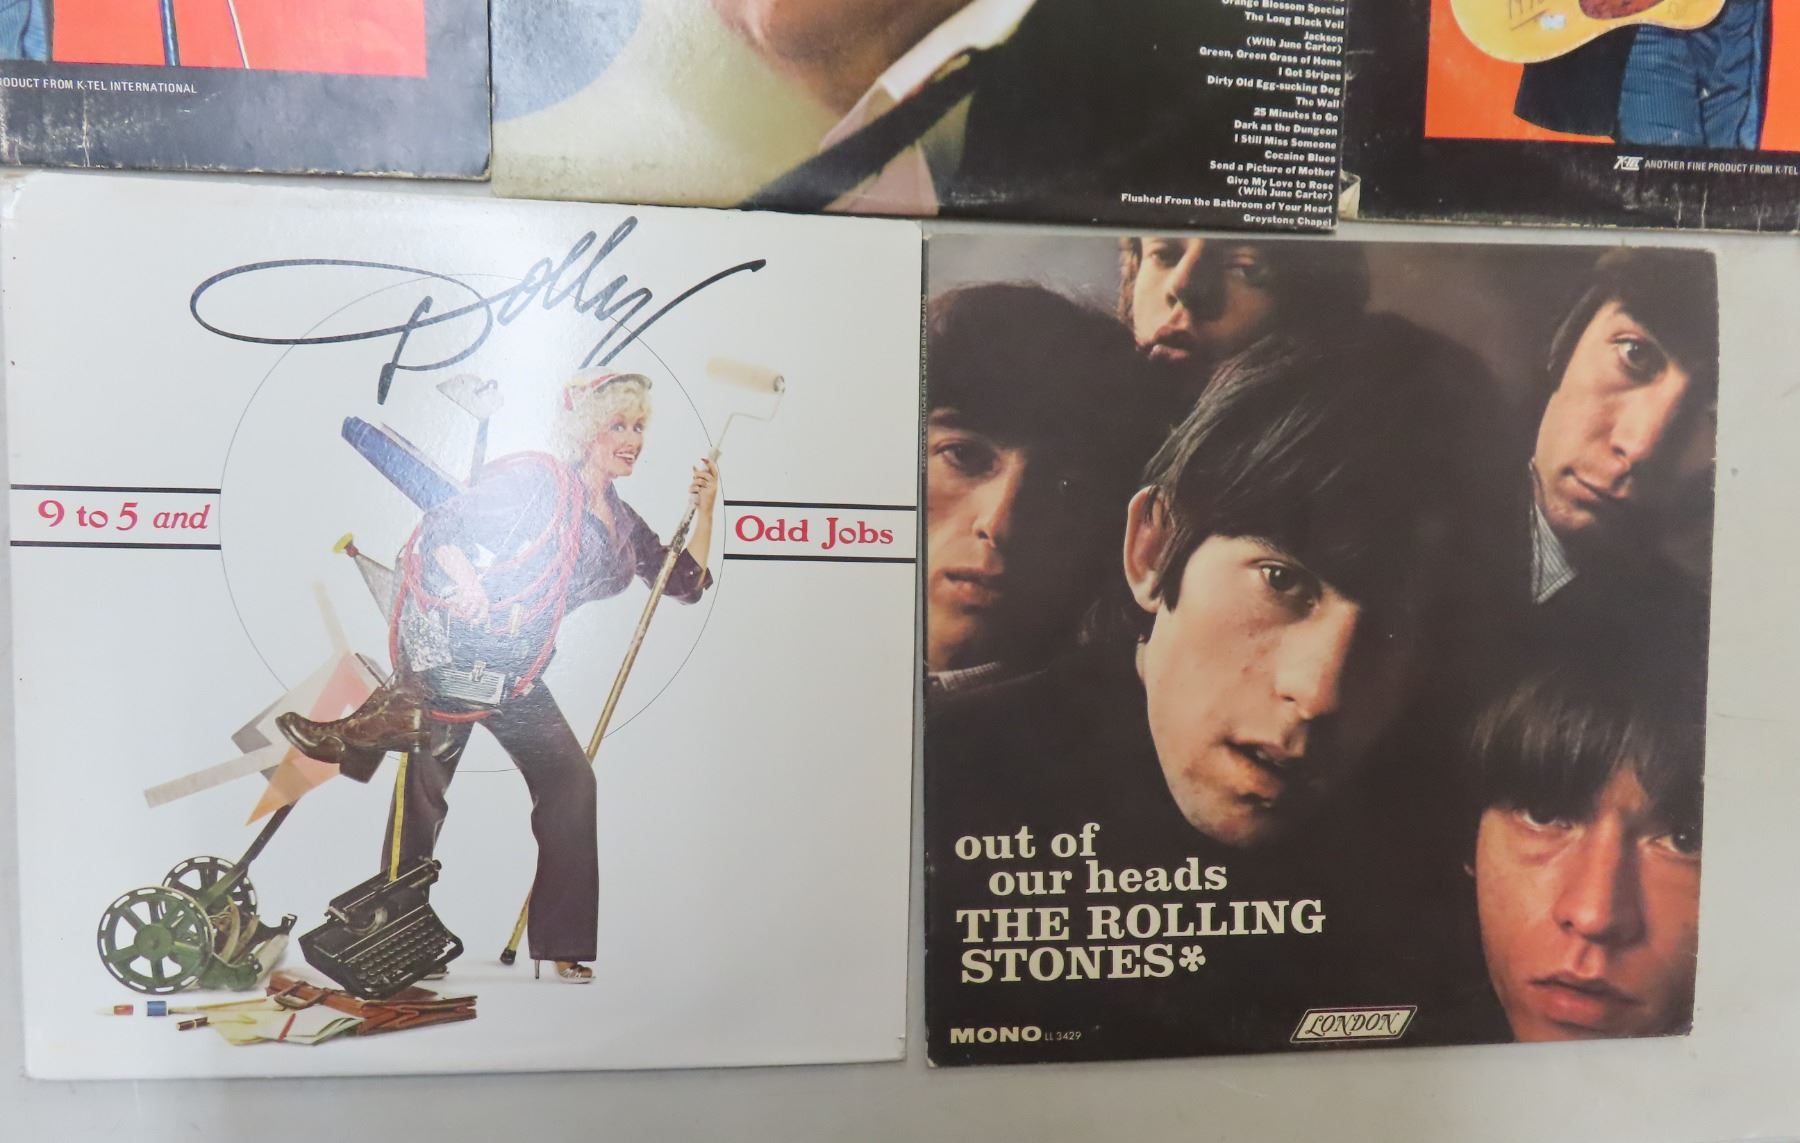 PRODUCT FROM K-TEL INTERNATIONAL
Orange Blossom Special
The Long Black Veil
Jackson
(With June Carter)
Green, Green Grass of Home
I Got Stripes
Dirty Old Egg-sucking Dog
The Wall
25 Minutes to Go
Dark as the Dungeon
I Still Miss Someone
Cocaine Blues
Send a Picture of Mother
Give My Love to Rose
(With June Carter)
Flushed From the Bathroom of Your Heart
Greystone Chapel
K-TEL ANOTHER FINE PRODUCT FROM K-TEL
Dolly
9 to 5 and Odd Jobs
out of
our heads
THE ROLLING
STONES*
MONO LL 3429
LONDON